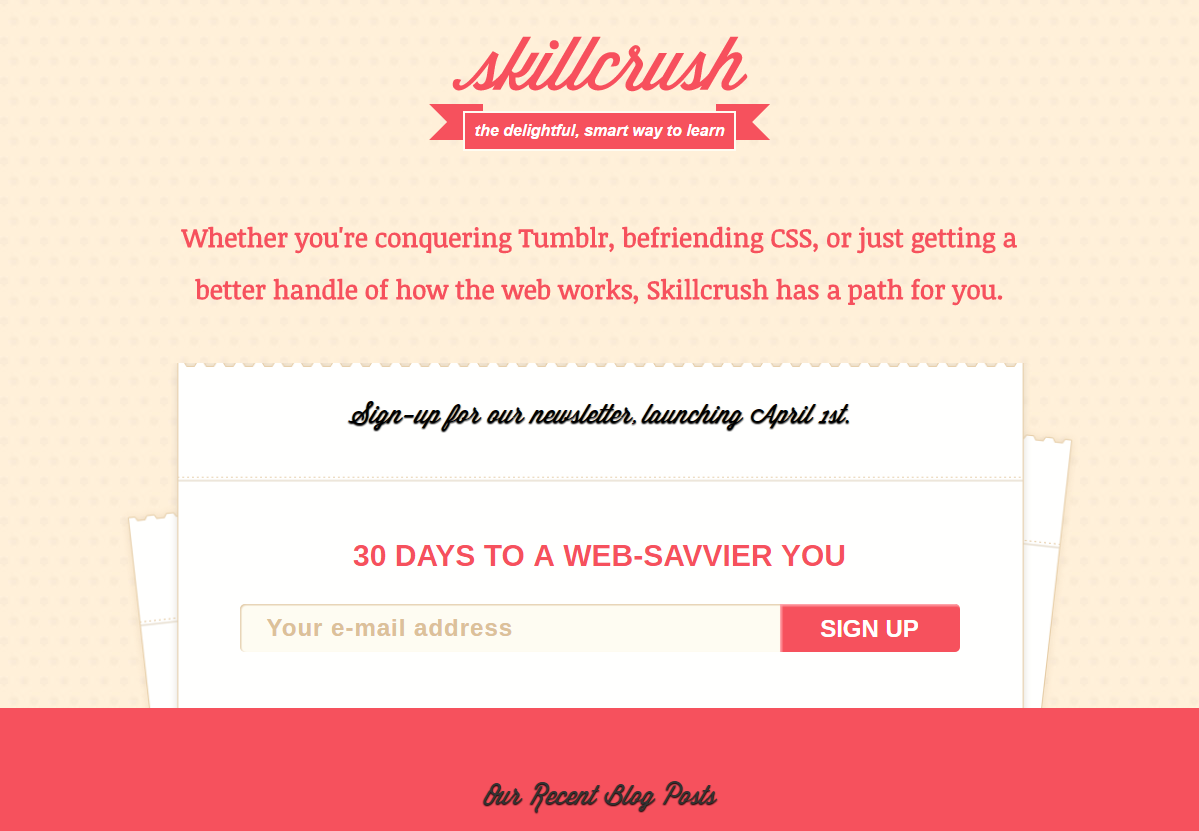 skillcrush
the delightful, smart way to learn
Whether you're conquering Tumblr, befriending CSS, or just getting a
better handle of how the web works, Skillcrush has a path for you.
Sign-up for our newsletter, launching April 1st.
30 DAYS TO A WEB-SAVVIER YOU
Your e-mail address
SIGN UP
Our Recent Blog Posts